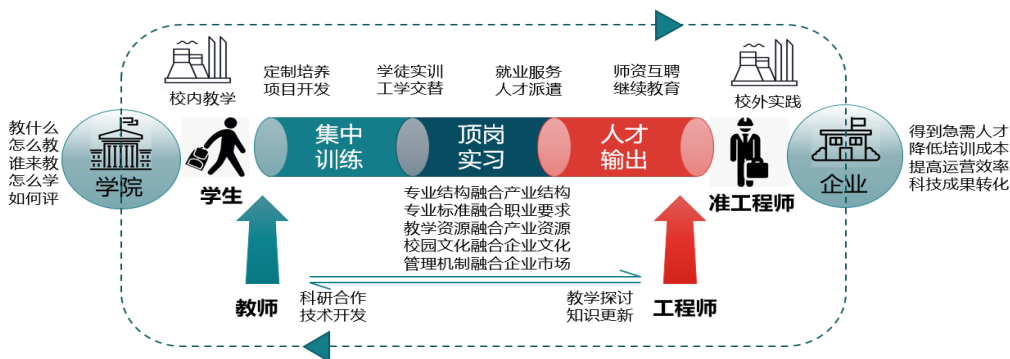 定制培养
项目开发
学徒实训
工学交替
就业服务
人才派遣
师资互聘
继续教育
校内教学
校外实践
教什么
怎么教
谁来教
怎么学
如何评
学院
学生
集中
训练
顶岗
实习
人才
输出
准工程师
企业
得到急需人才
降低培训成本
提高运营效率
科技成果转化
专业结构融合产业结构
专业标准融合职业要求
教学资源融合产业资源
校园文化融合企业文化
管理机制融合企业市场
教师
科研合作
技术开发
教学探讨
知识更新
工程师